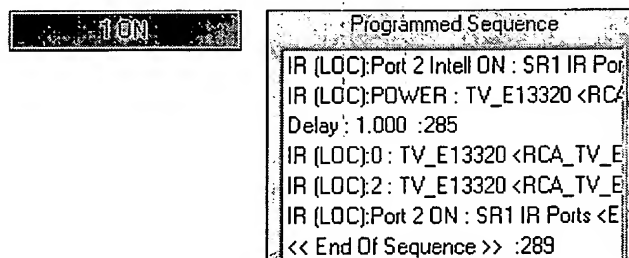 1 ON
Programmed Sequence
IR (LOC):Port 2 Intell ON : SR1 IR Por
IR (LOC):POWER : TV_E13320 <RCA
Delay : 1.000 :285
IR (LOC):0 : TV_E13320 <RCA_TV_E
IR (LOC):2 : TV_E13320 <RCA_TV_E
IR (LOC):Port 2 ON : SR1 IR Ports <E
<< End Of Sequence >> :289